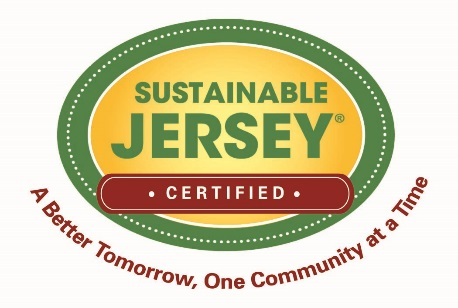 SUSTAINABLE
JERSEY®
• CERTIFIED •
A Better Tomorrow, One Community at a Time